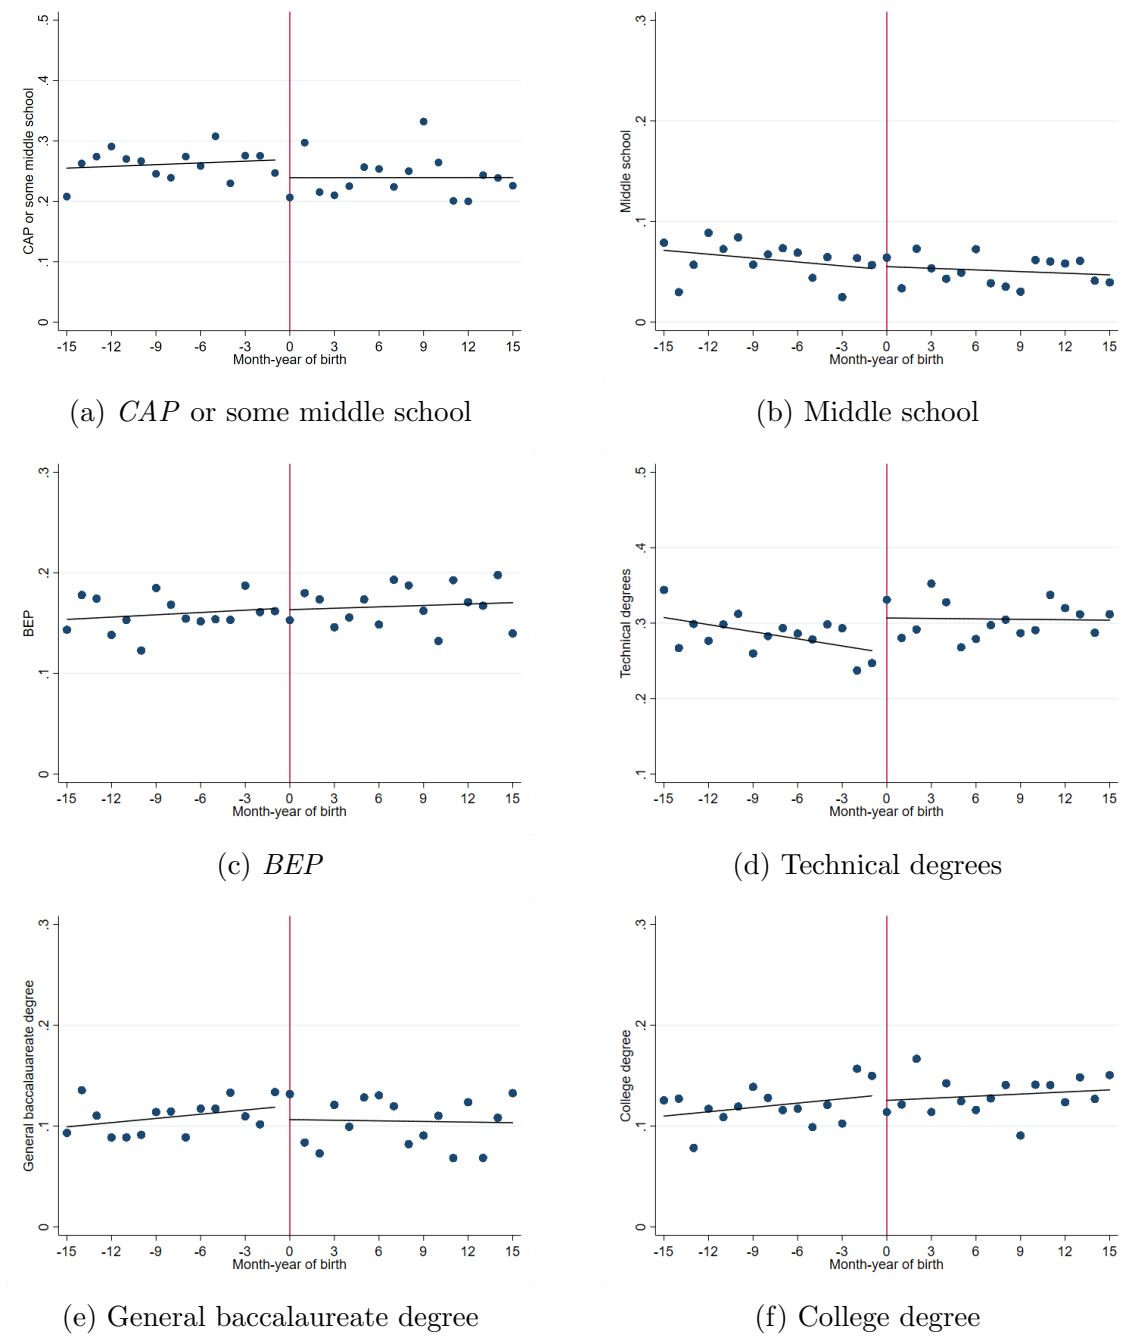 CAP or some middle school
.5
.4
.3
.2
.1
0
-15 -12 -9 -6 -3 0 3 6 9 12 15
Month-year of birth
(a) CAP or some middle school
Middle school
.3
.2
.1
0
-15 -12 -9 -6 -3 0 3 6 9 12 15
Month-year of birth
(b) Middle school
BEP
.3
.2
.1
0
-15 -12 -9 -6 -3 0 3 6 9 12 15
Month-year of birth
(c) BEP
Technical degrees
.5
.4
.3
.2
.1
-15 -12 -9 -6 -3 0 3 6 9 12 15
Month-year of birth
(d) Technical degrees
General baccalauareate degree
.3
.2
.1
0
-15 -12 -9 -6 -3 0 3 6 9 12 15
Month-year of birth
(e) General baccalaureate degree
College degree
.3
.2
.1
0
-15 -12 -9 -6 -3 0 3 6 9 12 15
Month-year of birth
(f) College degree